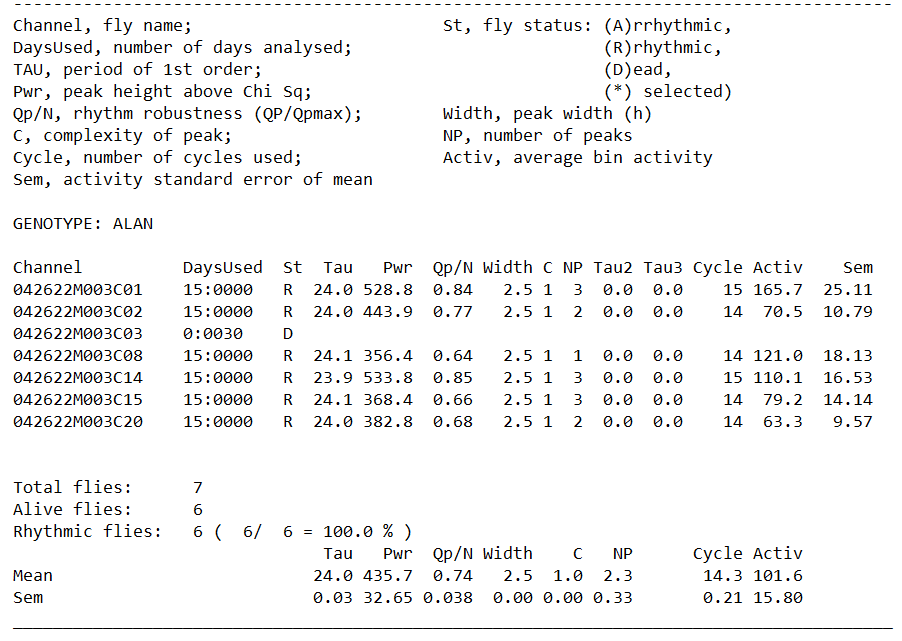 Channel, fly name;                         St, fly status: (A)rrhythmic,
DaysUsed, number of days analysed;                         (R)rhythmic,
TAU, period of 1st order;                                  (D)ead,
Pwr, peak height above Chi Sq;                             (*) selected)
Qp/N, rhythm robustness (QP/Qpmax);        Width, peak width (h)
C, complexity of peak;                     NP, number of peaks
Cycle, number of cycles used;              Activ, average bin activity
Sem, activity standard error of mean
GENOTYPE: ALAN
Channel          DaysUsed  St  Tau   Pwr  Qp/N Width C NP Tau2 Tau3 Cycle Activ    Sem
042622M003C01    15:0000   R  24.0 528.8  0.84   2.5 1  3  0.0  0.0    15 165.7  25.11
042622M003C02    15:0000   R  24.0 443.9  0.77   2.5 1  2  0.0  0.0    14  70.5  10.79
042622M003C03    0:0030    D
042622M003C08    15:0000   R  24.1 356.4  0.64   2.5 1  1  0.0  0.0    14 121.0  18.13
042622M003C14    15:0000   R  23.9 533.8  0.85   2.5 1  3  0.0  0.0    15 110.1  16.53
042622M003C15    15:0000   R  24.1 368.4  0.66   2.5 1  3  0.0  0.0    14  79.2  14.14
042622M003C20    15:0000   R  24.0 382.8  0.68   2.5 1  2  0.0  0.0    14  63.3   9.57
Total flies:      7
Alive flies:      6
Rhythmic flies:   6 (  6/  6 = 100.0 % )
                               Tau   Pwr  Qp/N Width    C   NP      Cycle Activ
Mean                          24.0 435.7  0.74   2.5  1.0  2.3       14.3 101.6
Sem                           0.03 32.65 0.038  0.00 0.00 0.33       0.21 15.80